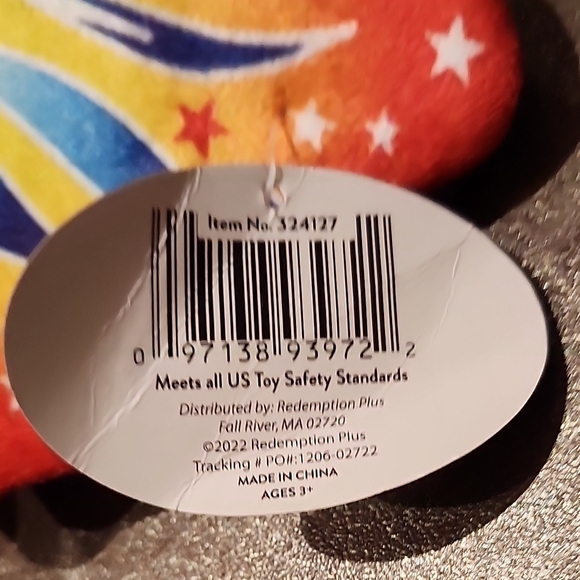 Item No. 324127
0 97138 93972 2
Meets all US Toy Safety Standards
Distributed by: Redemption Plus
Fall River, MA 02720
©2022 Redemption Plus
Tracking # PO#:1206-02722
MADE IN CHINA
AGES 3+